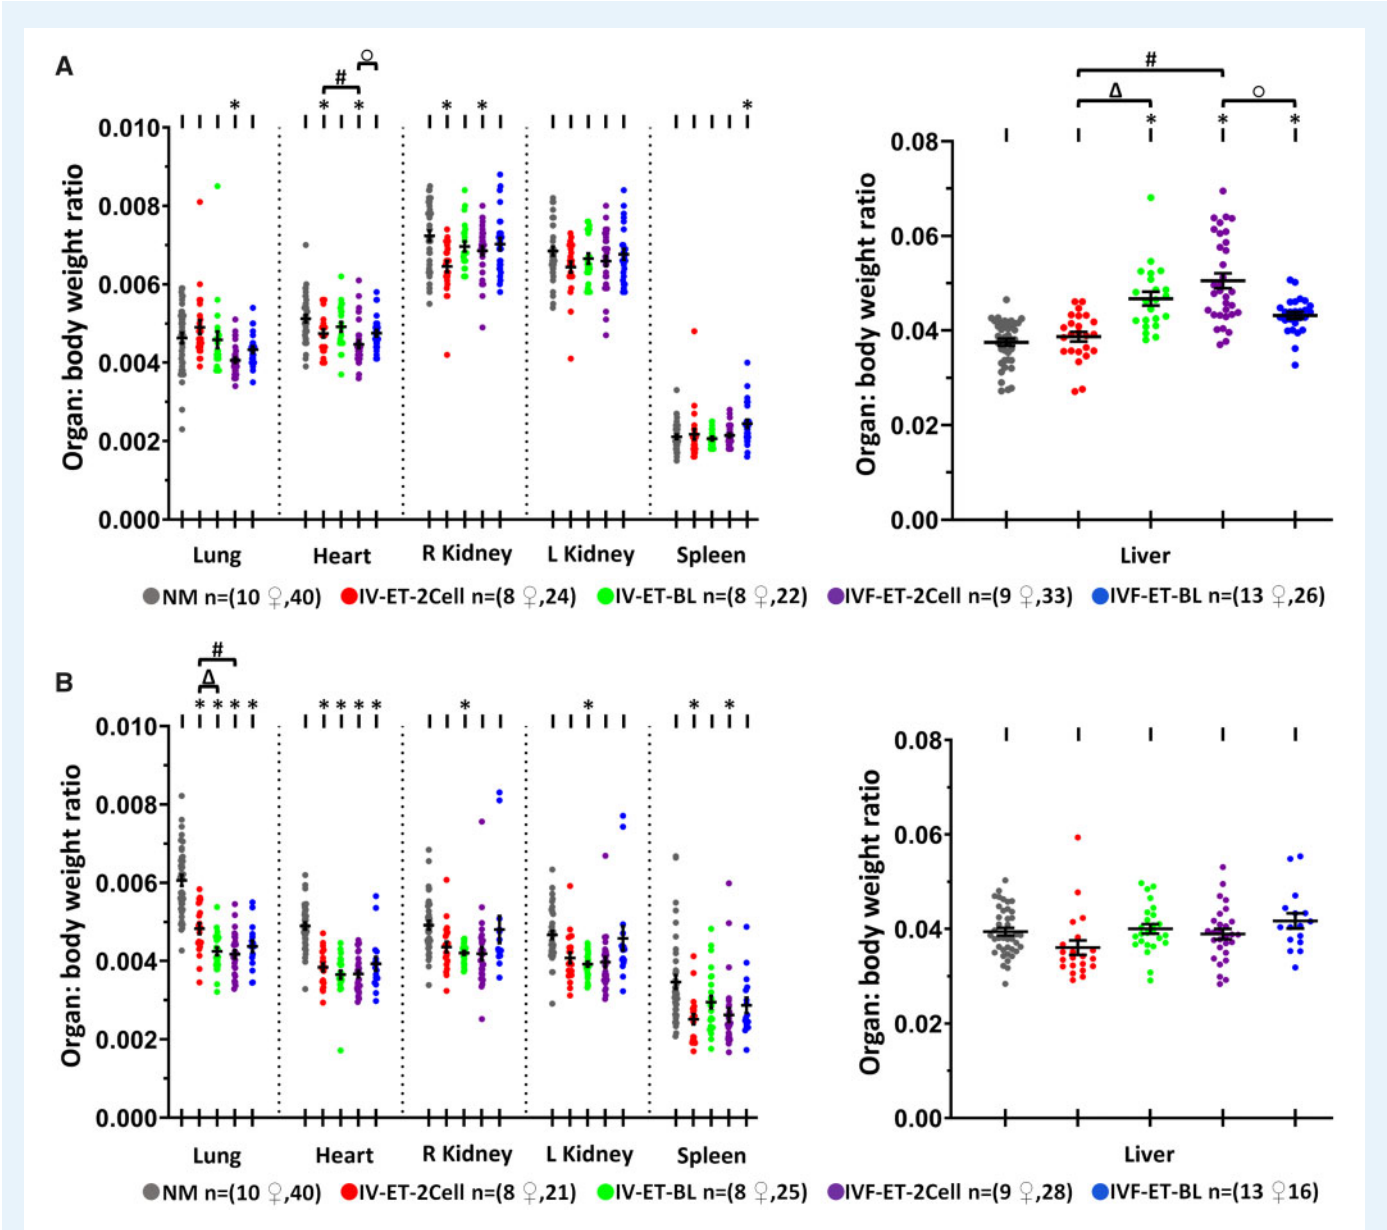 A
○
#
* * * * * *
Organ: body weight ratio
0.010
0.008
0.006
0.004
0.002
0.000
Lung Heart R Kidney L Kidney Spleen
#
Δ ○
* * *
Organ: body weight ratio
0.08
0.06
0.04
0.02
0.00
Liver
NM n=(10 ♀,40) IV-ET-2Cell n=(8 ♀,24) IV-ET-BL n=(8 ♀,22) IVF-ET-2Cell n=(9 ♀,33) IVF-ET-BL n=(13 ♀,26)
B
#
Δ
* * * * * * * * * * * *
Organ: body weight ratio
0.010
0.008
0.006
0.004
0.002
0.000
Lung Heart R Kidney L Kidney Spleen
Organ: body weight ratio
0.08
0.06
0.04
0.02
0.00
Liver
NM n=(10 ♀,40) IV-ET-2Cell n=(8 ♀,21) IV-ET-BL n=(8 ♀,25) IVF-ET-2Cell n=(9 ♀,28) IVF-ET-BL n=(13 ♀16)